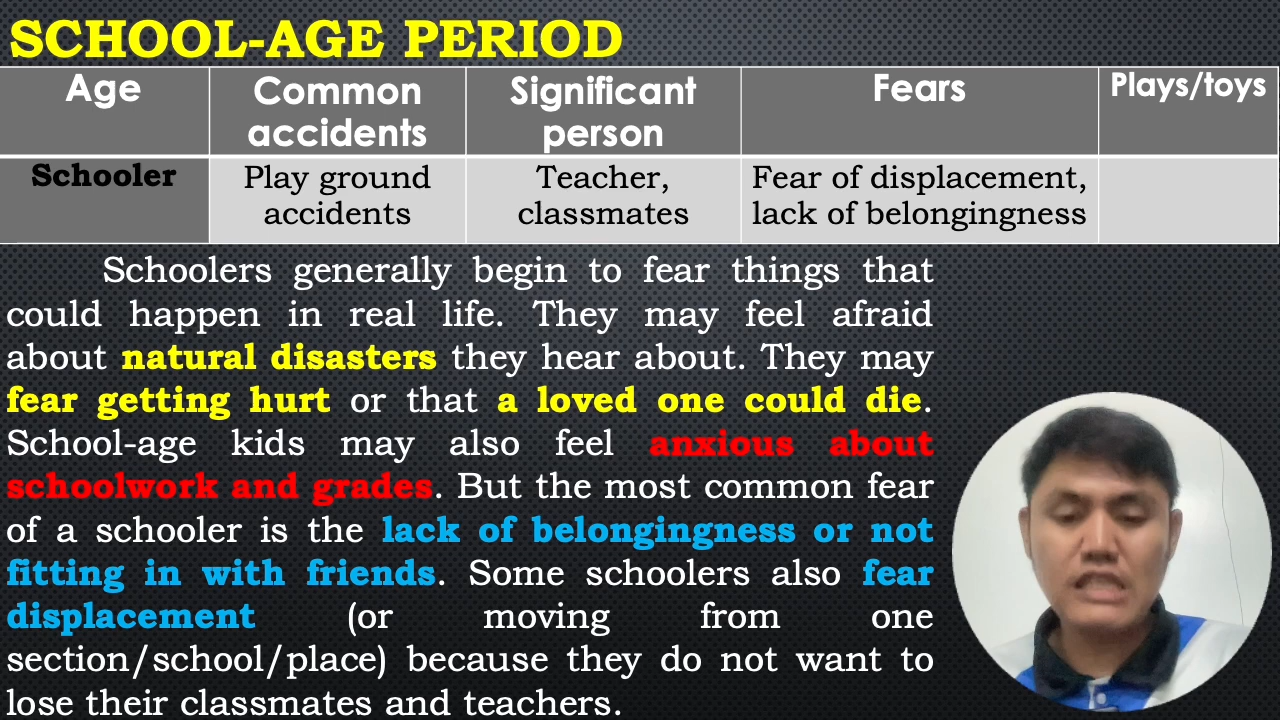 SCHOOL-AGE PERIOD
Age
Common
accidents
Significant
person
Fears
Plays/toys
Schooler
Play ground
accidents
Teacher,
classmates
Fear of displacement,
lack of belongingness
Schoolers generally begin to fear things that
could happen in real life. They may feel afraid
about natural disasters they hear about. They may
fear getting hurt or that a loved one could die.
School-age kids may also feel anxious about
schoolwork and grades. But the most common fear
of a schooler is the lack of belongingness or not
fitting in with friends. Some schoolers also fear
displacement (or moving from one
section/school/place) because they do not want to
lose their classmates and teachers.